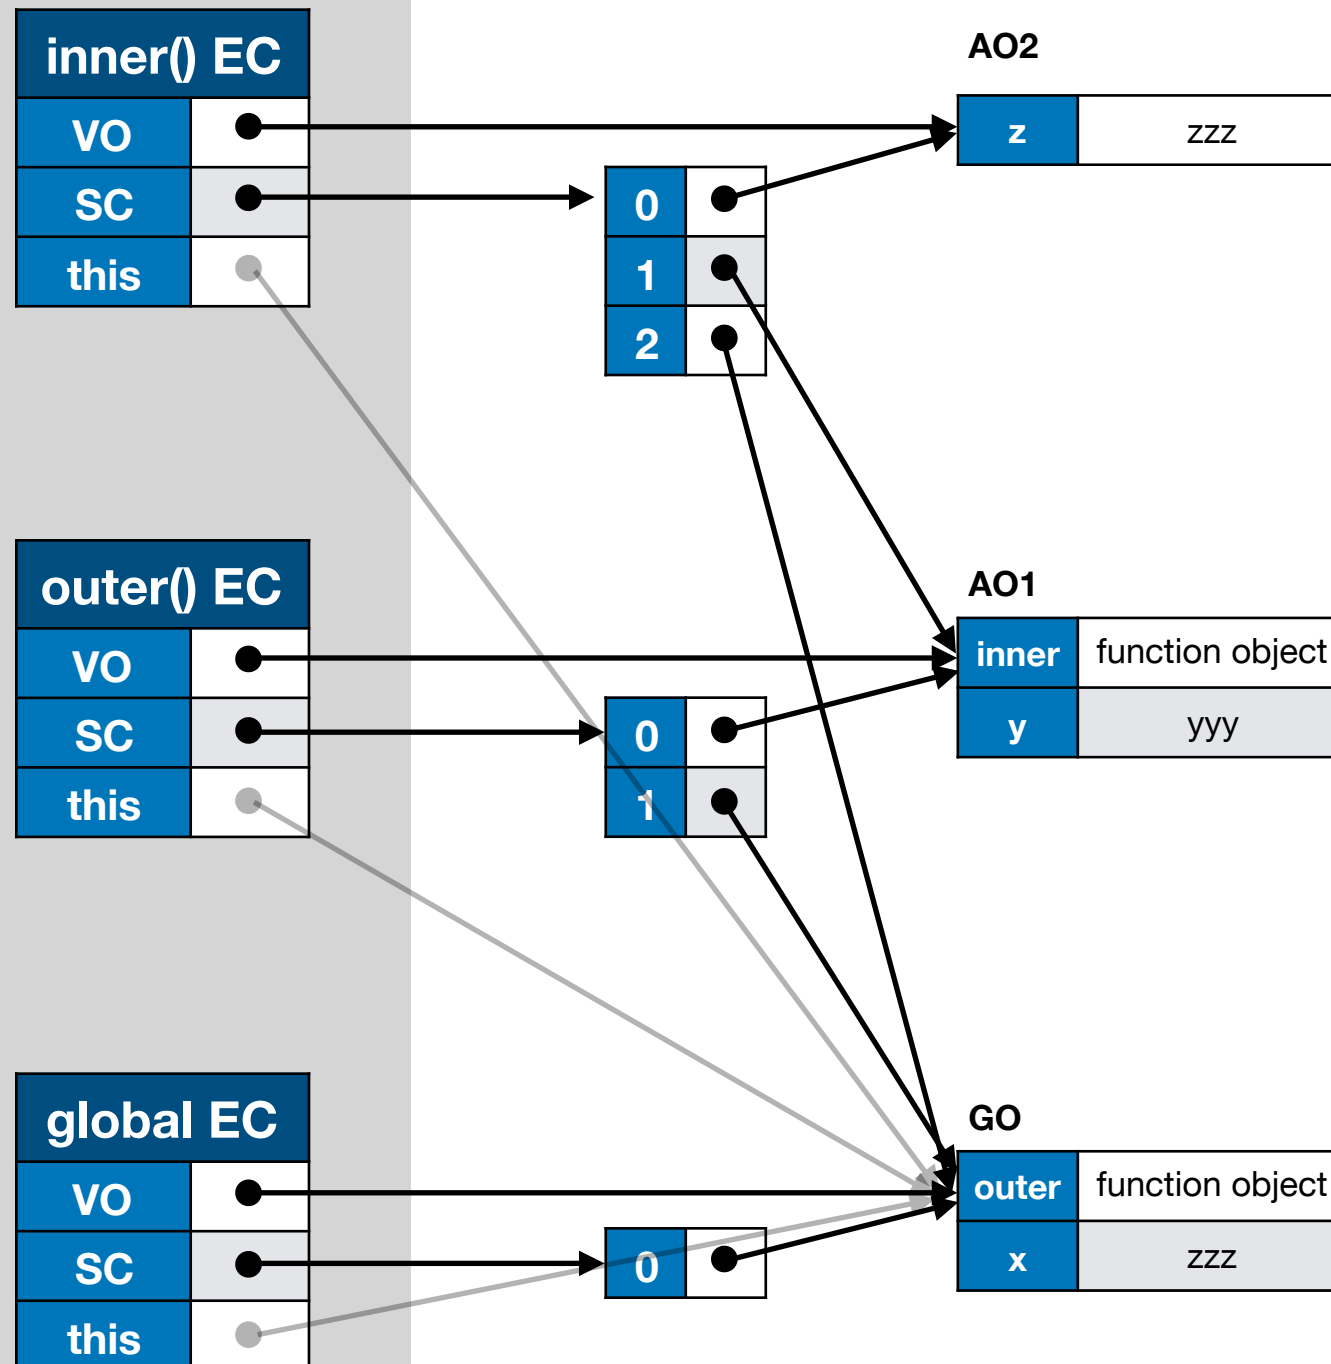 inner() EC
VO
SC
this
0
1
2
AO2
z zzz
outer() EC
VO
SC
this
0
1
AO1
inner function object
y yyy
global EC
VO
SC
this
0
GO
outer function object
x zzz